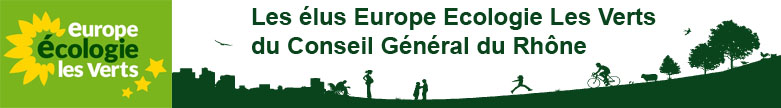 europe
écologie
les Verts
Les élus Europe Ecologie Les Verts
du Conseil Général du Rhône